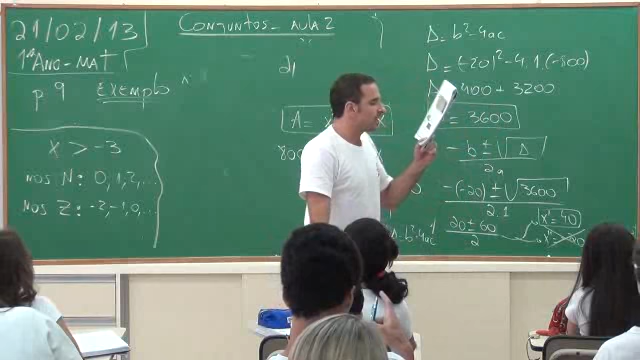 21/02/13
1º ANO - MAT
CONJUNTOS - AULA 2
p 9 EXEMPLO
x > -3
NOS N: 0, 1, 2, ...
NOS Z: -2, -1, 0, ...
d)
A =
800
Δ = b² - 4ac
Δ = (-20)² - 4.1.(-800)
400 + 3200
= 3600
-b ± √Δ
2a
-(-20) ± √3600
2.1
b² - 4ac
20 ± 60
2
x' = 40
x" =